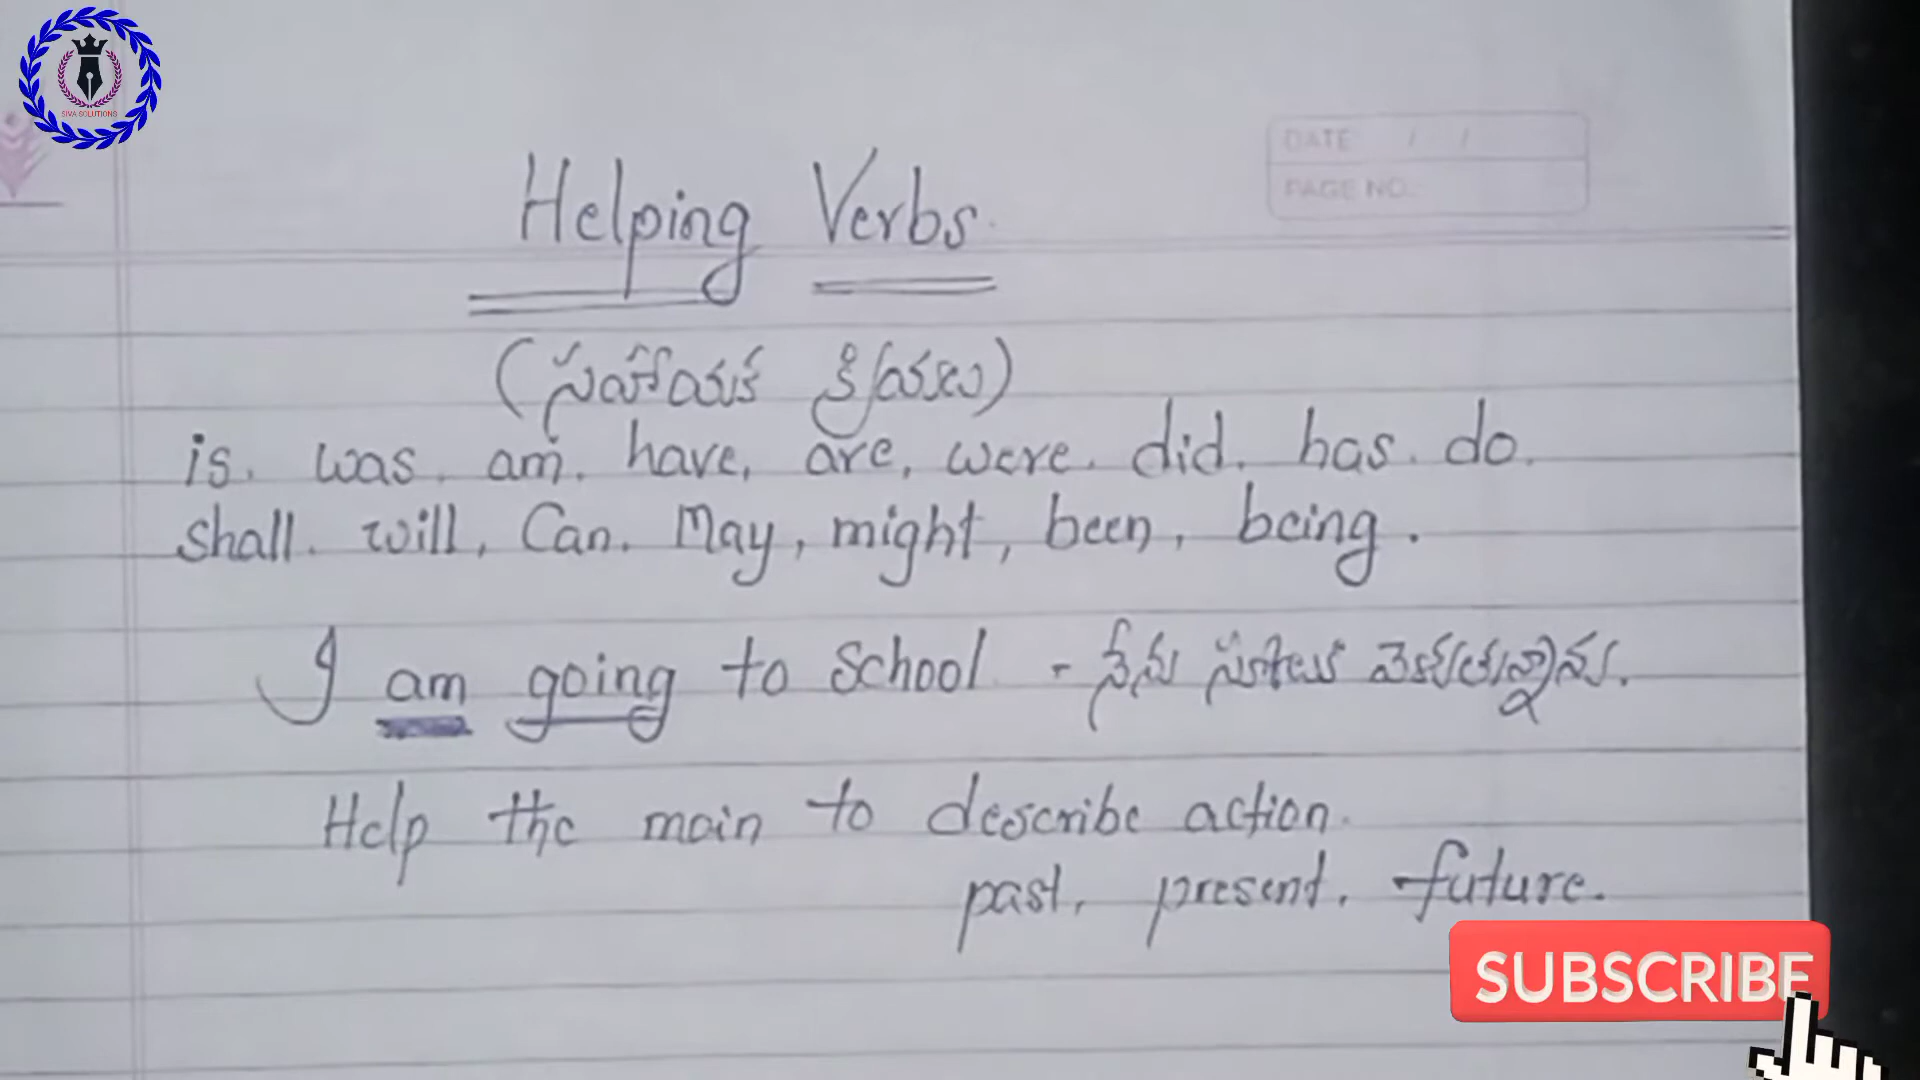 SIVA SOLUTIONS
DATE / /
PAGE NO.
Helping Verbs.
(సహాయక క్రియలు)
is. was. am. have, are, were. did. has. do.
shall. will, Can. May, might, been, being.
I am going to school - నేను స్కూలుకు వెళ్తున్నాను.
Help the main to describe action.
past, present, future.
SUBSCRIBE